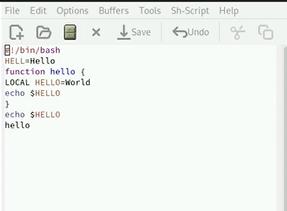 File Edit Options Buffers Tools Sh-Script Help
Save Undo
#!/bin/bash
HELL=Hello
function hello {
LOCAL HELLO=World
echo $HELLO
}
echo $HELLO
hello